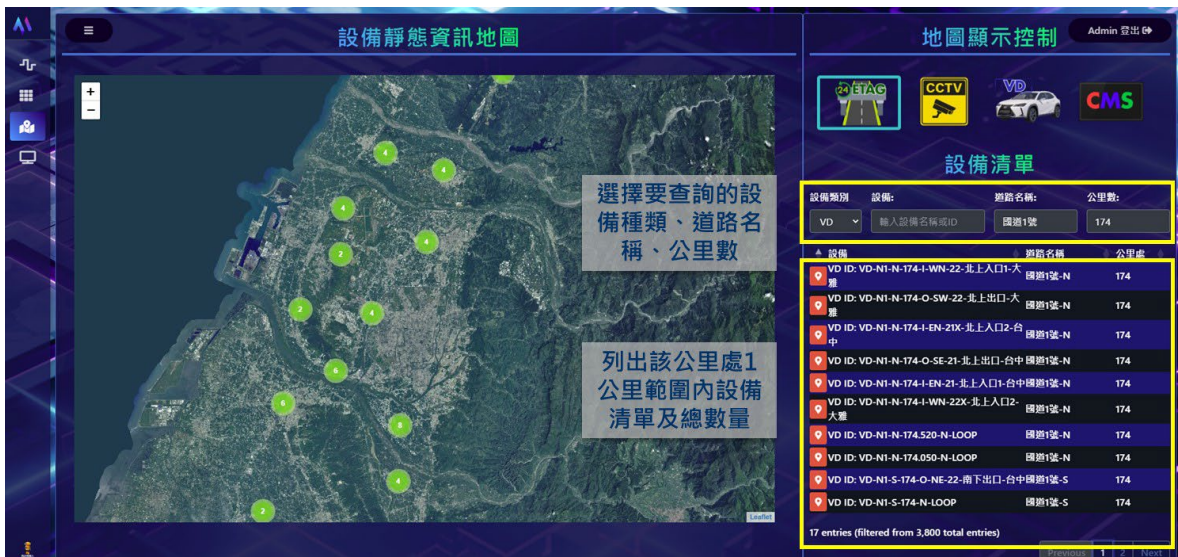 設備靜態資訊地圖
地圖顯示控制
Admin 登出
+
−
24 ETAG
CCTV
VD
CMS
設備清單
設備類別
設備:
道路名稱:
公里數:
VD
輸入設備名稱或ID
國道1號
174
設備
道路名稱
公里處
VD ID: VD-N1-N-174-I-WN-22-北上入口1-大
雅
國道1號-N
174
VD ID: VD-N1-N-174-O-SW-22-北上出口-大
雅
國道1號-N
174
VD ID: VD-N1-N-174-I-EN-21X-北上入口2-台
中
國道1號-N
174
VD ID: VD-N1-N-174-O-SE-21-北上出口-台中
國道1號-N
174
VD ID: VD-N1-N-174-I-EN-21-北上入口1-台中
國道1號-N
174
VD ID: VD-N1-N-174-I-WN-22X-北上入口2-
大雅
國道1號-N
174
VD ID: VD-N1-N-174.520-N-LOOP
國道1號-N
174
VD ID: VD-N1-N-174.050-N-LOOP
國道1號-N
174
VD ID: VD-N1-S-174-O-NE-22-南下出口-台中
國道1號-S
174
VD ID: VD-N1-S-174-N-LOOP
國道1號-S
174
17 entries (filtered from 3,800 total entries)
Previous
1
2
Next
選擇要查詢的設
備種類、道路名
稱、公里數
列出該公里處1
公里範圍內設備
清單及總數量
4
4
4
4
2
2
4
6
6
8
4
2
Leaflet